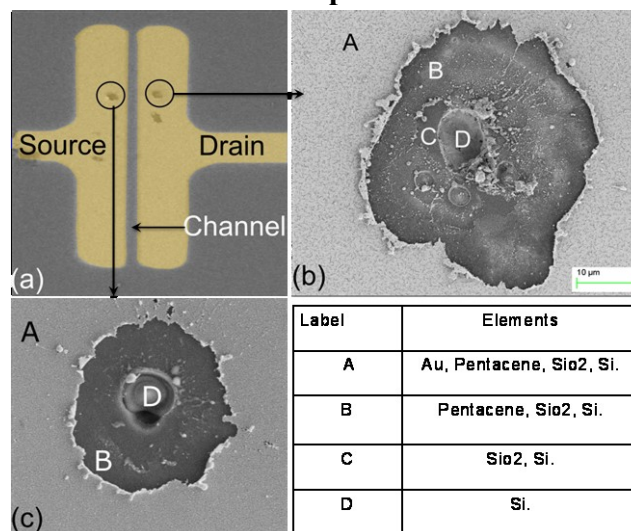 A
B
C
D
Source
Drain
Channel
(a)
(b)
10 µm
A
D
B
(c)
Label Elements
A Au, Pentacene, Sio2, Si.
B Pentacene, Sio2, Si.
C Sio2, Si.
D Si.